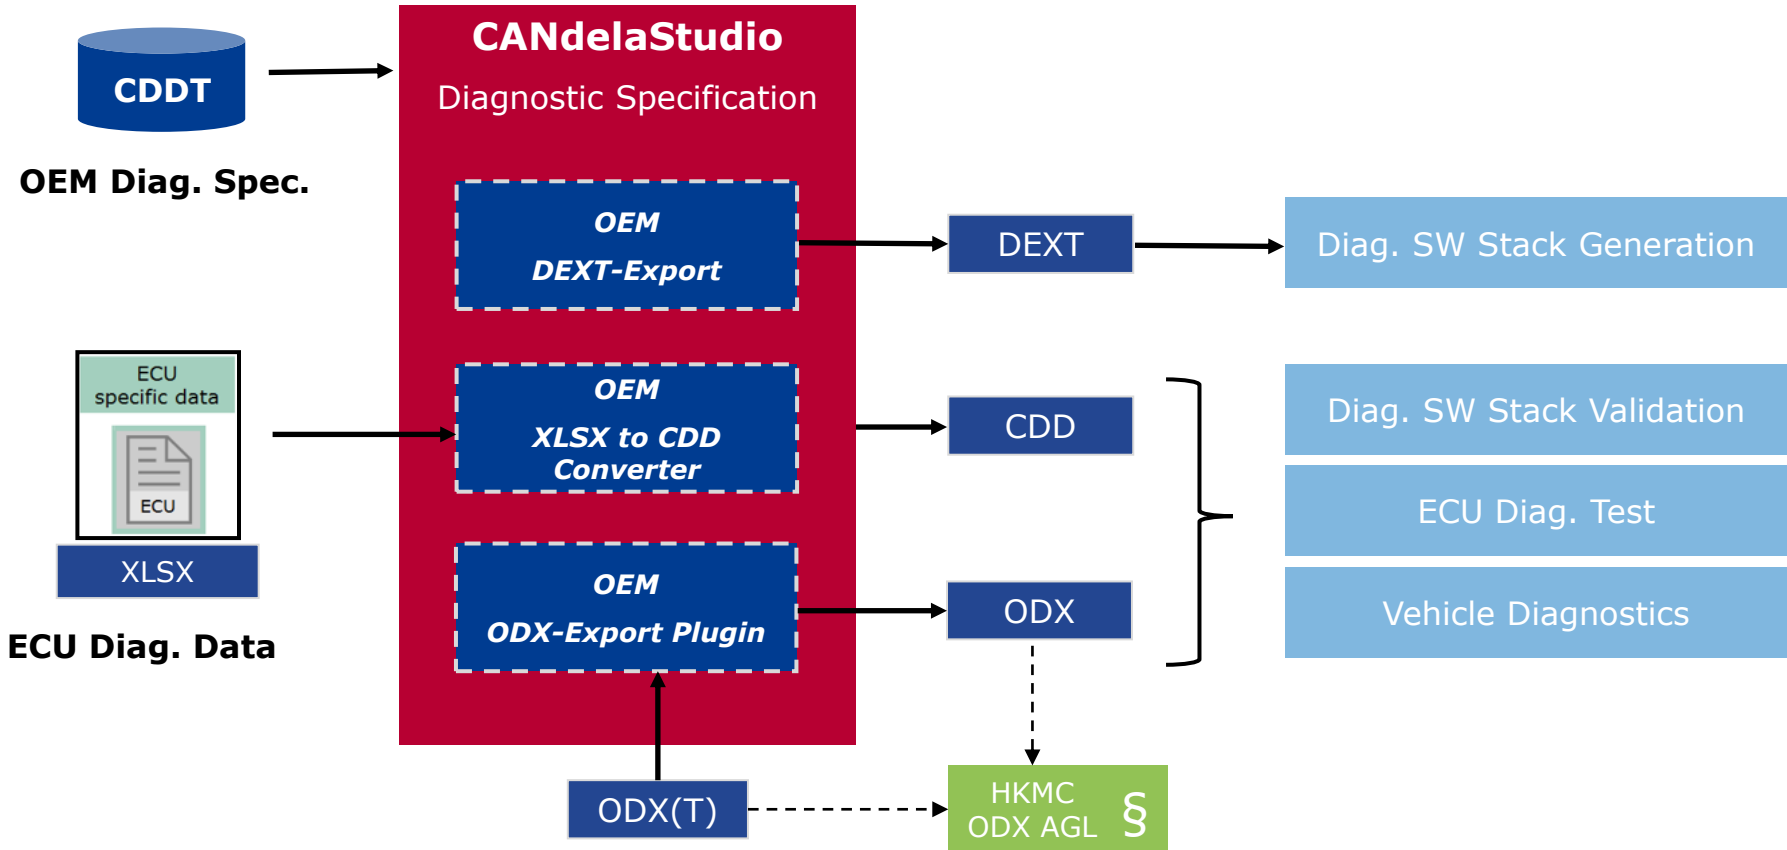 CANdelaStudio
Diagnostic Specification
CDDT
OEM Diag. Spec.
OEM
DEXT-Export
DEXT
Diag. SW Stack Generation
ECU
specific data
ECU
XLSX
ECU Diag. Data
OEM
XLSX to CDD
Converter
CDD
Diag. SW Stack Validation
ECU Diag. Test
Vehicle Diagnostics
OEM
ODX-Export Plugin
ODX
ODX(T)
HKMC
ODX AGL §